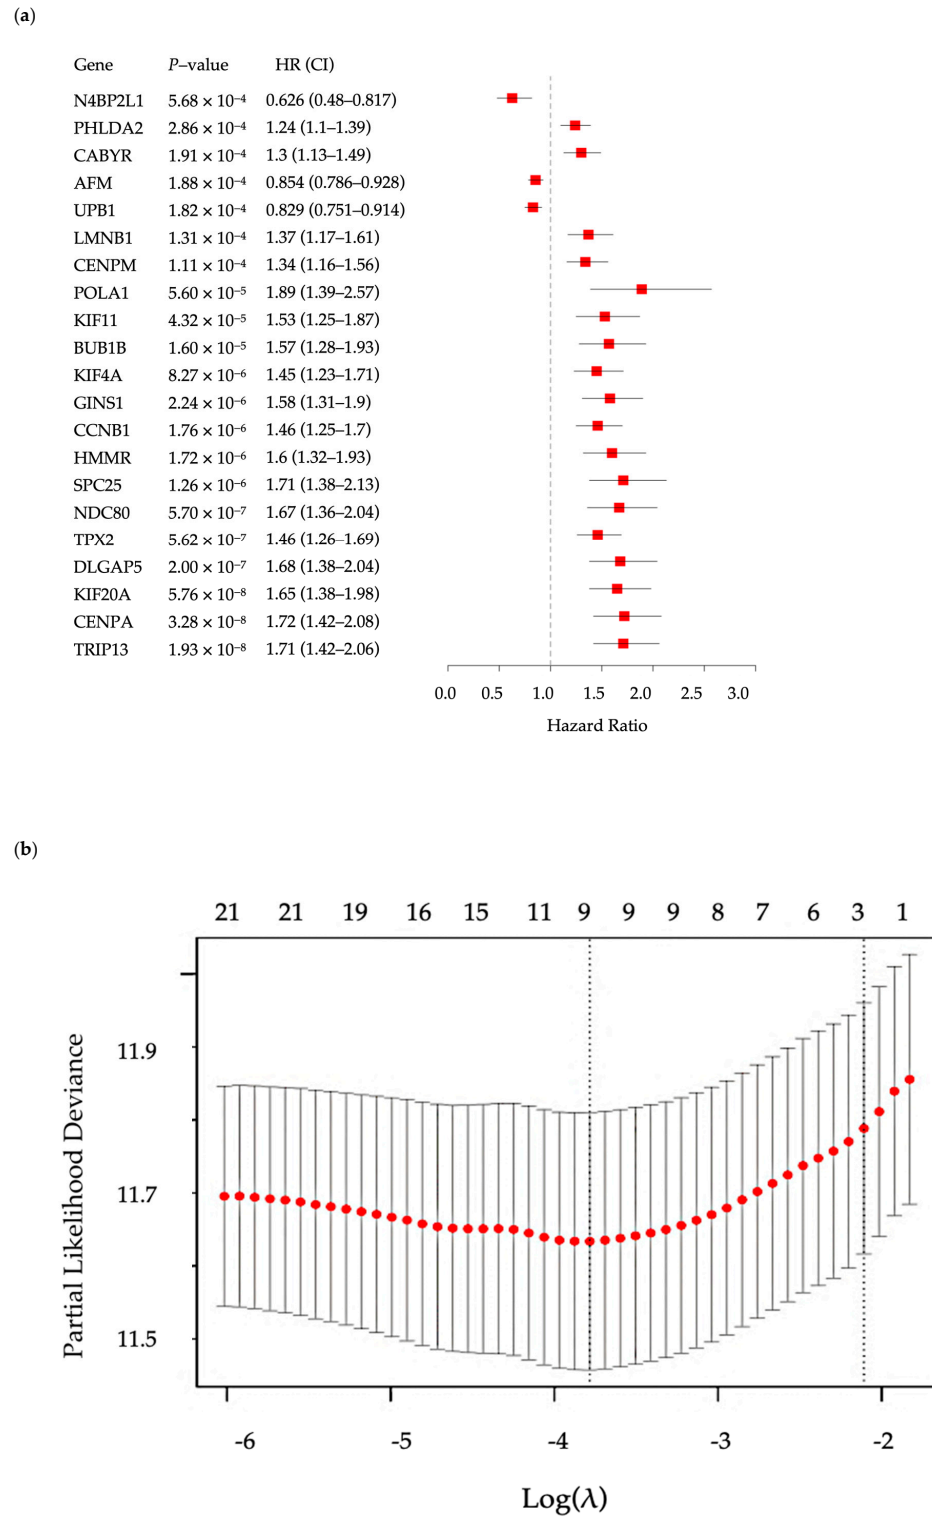 (a)
Gene P–value HR (CI)
N4BP2L1 5.68 × 10⁻⁴ 0.626 (0.48–0.817)
PHLDA2 2.86 × 10⁻⁴ 1.24 (1.1–1.39)
CABYR 1.91 × 10⁻⁴ 1.3 (1.13–1.49)
AFM 1.88 × 10⁻⁴ 0.854 (0.786–0.928)
UPB1 1.82 × 10⁻⁴ 0.829 (0.751–0.914)
LMNB1 1.31 × 10⁻⁴ 1.37 (1.17–1.61)
CENPM 1.11 × 10⁻⁴ 1.34 (1.16–1.56)
POLA1 5.60 × 10⁻⁵ 1.89 (1.39–2.57)
KIF11 4.32 × 10⁻⁵ 1.53 (1.25–1.87)
BUB1B 1.60 × 10⁻⁵ 1.57 (1.28–1.93)
KIF4A 8.27 × 10⁻⁶ 1.45 (1.23–1.71)
GINS1 2.24 × 10⁻⁶ 1.58 (1.31–1.9)
CCNB1 1.76 × 10⁻⁶ 1.46 (1.25–1.7)
HMMR 1.72 × 10⁻⁶ 1.6 (1.32–1.93)
SPC25 1.26 × 10⁻⁶ 1.71 (1.38–2.13)
NDC80 5.70 × 10⁻⁷ 1.67 (1.36–2.04)
TPX2 5.62 × 10⁻⁷ 1.46 (1.26–1.69)
DLGAP5 2.00 × 10⁻⁷ 1.68 (1.38–2.04)
KIF20A 5.76 × 10⁻⁸ 1.65 (1.38–1.98)
CENPA 3.28 × 10⁻⁸ 1.72 (1.42–2.08)
TRIP13 1.93 × 10⁻⁸ 1.71 (1.42–2.06)
0.0 0.5 1.0 1.5 2.0 2.5 3.0
Hazard Ratio
(b)
21 21 19 16 15 11 9 9 9 8 7 6 3 1
Partial Likelihood Deviance
11.9
11.7
11.5
-6 -5 -4 -3 -2
Log(λ)